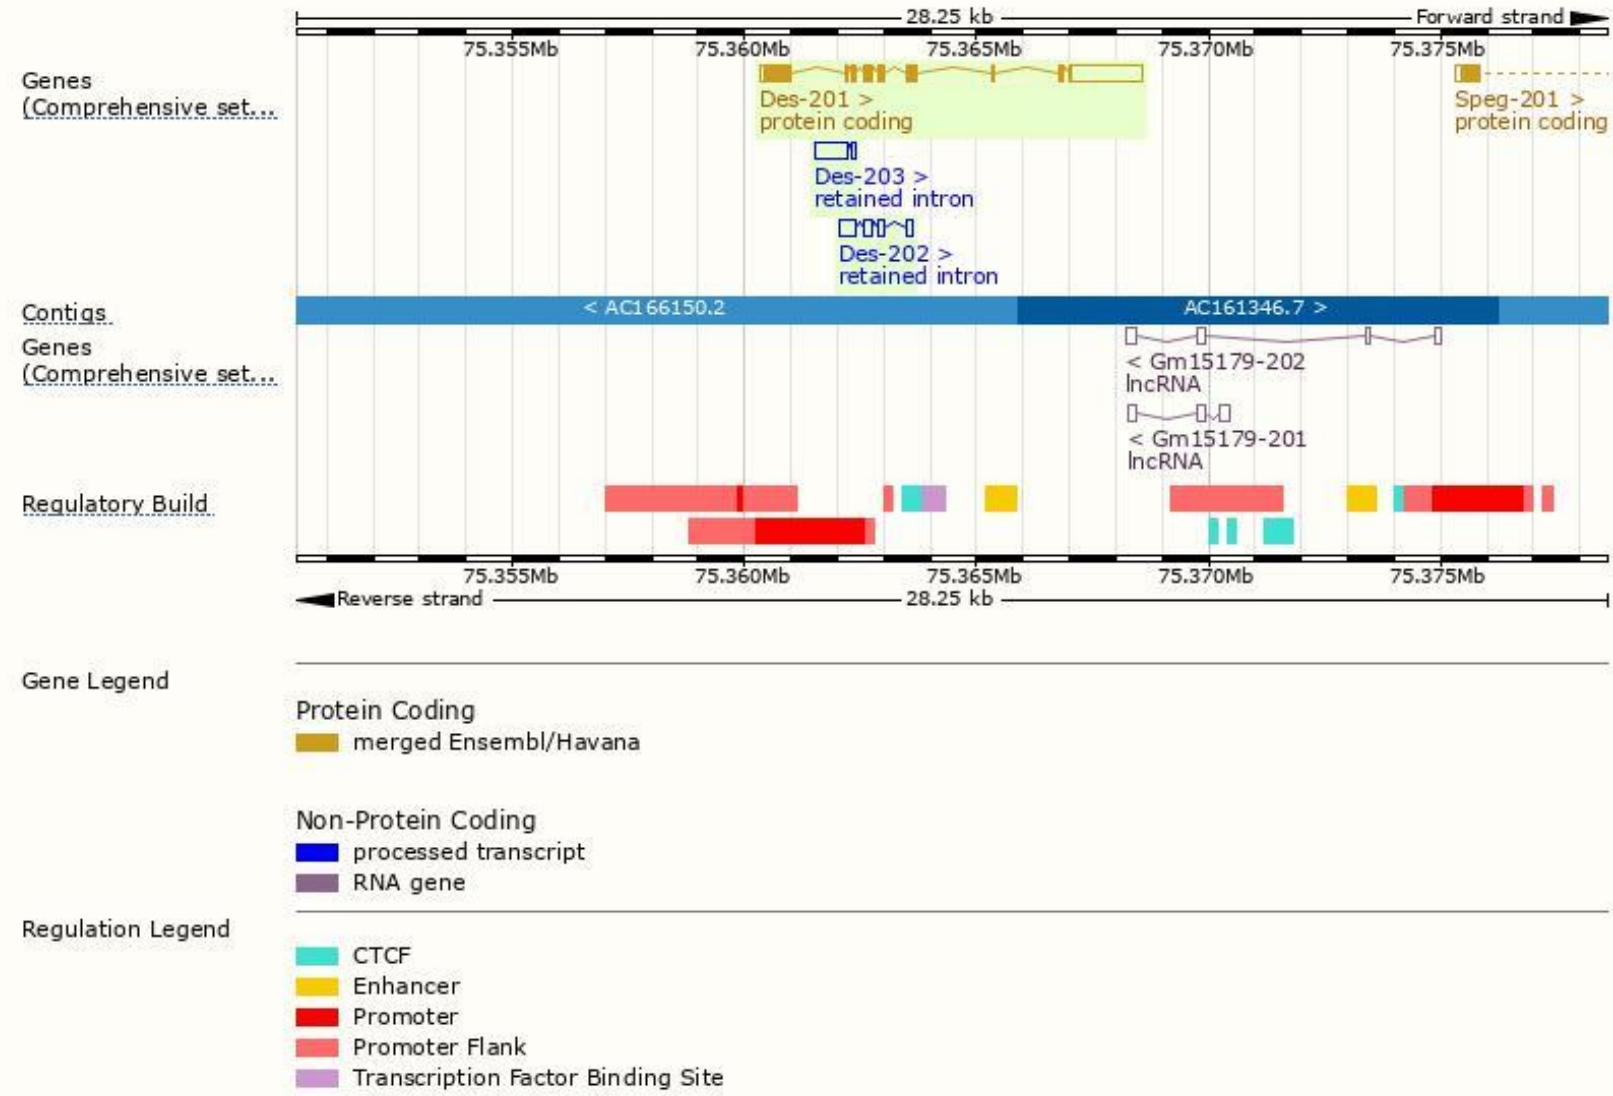 28.25 kb Forward strand
75.355Mb 75.360Mb 75.365Mb 75.370Mb 75.375Mb
Genes
(Comprehensive set...
Des-201 >
protein coding
Speg-201 >
protein coding
Des-203 >
retained intron
Des-202 >
retained intron
Contigs
< AC166150.2
AC161346.7 >
Genes
(Comprehensive set...
< Gm15179-202
lncRNA
< Gm15179-201
lncRNA
Regulatory Build
75.355Mb 75.360Mb 75.365Mb 75.370Mb 75.375Mb
Reverse strand 28.25 kb
Gene Legend
Protein Coding
merged Ensembl/Havana
Non-Protein Coding
processed transcript
RNA gene
Regulation Legend
CTCF
Enhancer
Promoter
Promoter Flank
Transcription Factor Binding Site